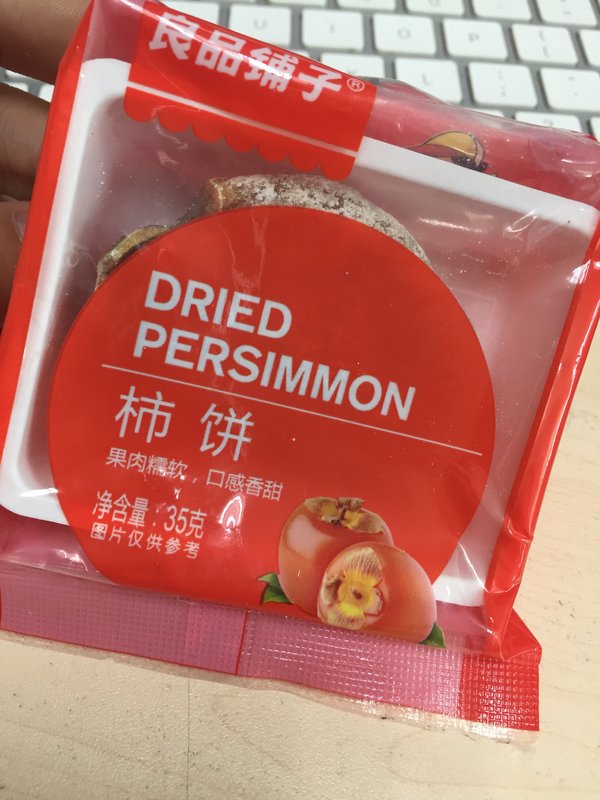 良品铺子®
DRIED
PERSIMMON
柿饼
果肉糯软，口感香甜
净含量：35克
图片仅供参考